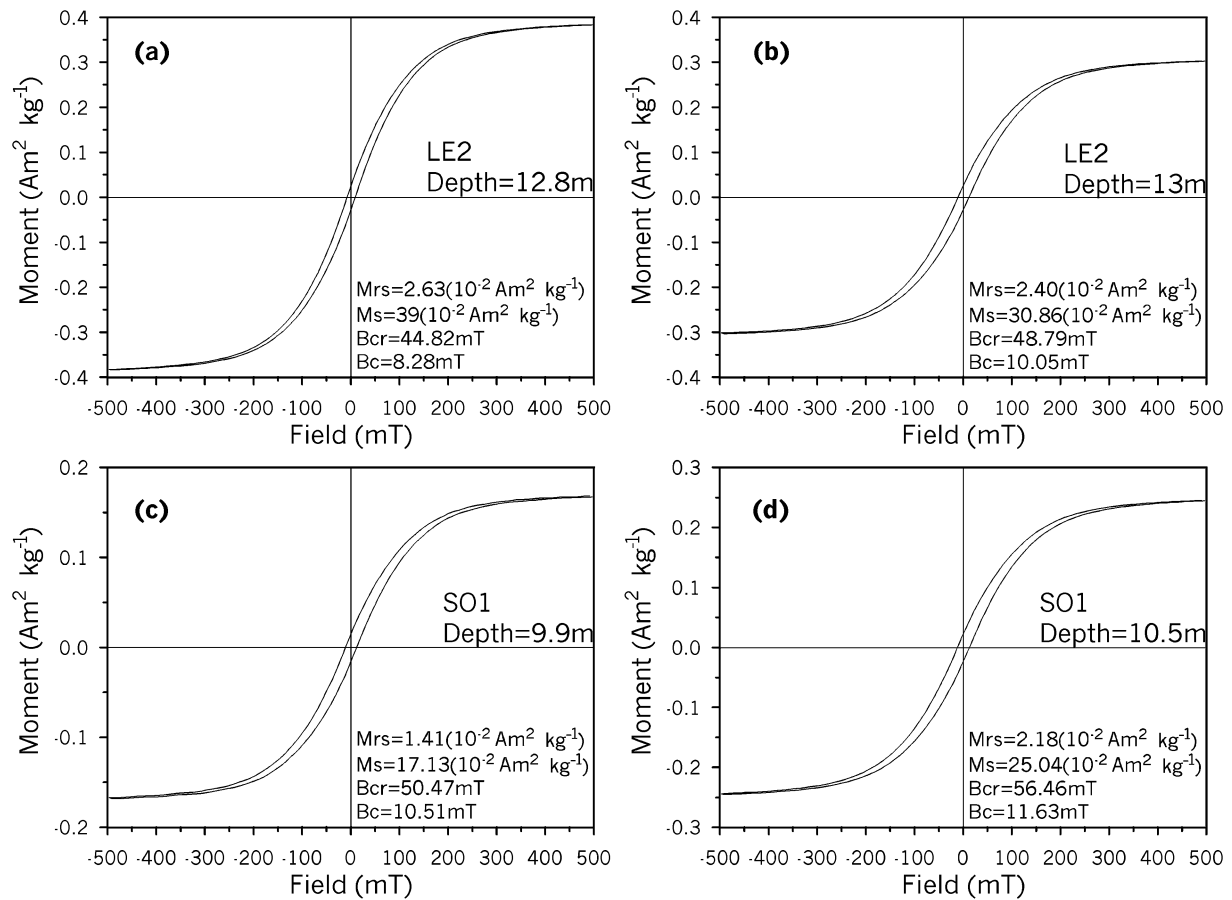 (a)
Moment (Am² kg⁻¹)
0.4
0.3
0.2
0.1
0.0
-0.1
-0.2
-0.3
-0.4
LE2
Depth=12.8m
Mrs=2.63(10⁻² Am² kg⁻¹)
Ms=39(10⁻² Am² kg⁻¹)
Bcr=44.82mT
Bc=8.28mT
-500 -400 -300 -200 -100 0 100 200 300 400 500
Field (mT)
(b)
Moment (Am² kg⁻¹)
0.4
0.3
0.2
0.1
0.0
-0.1
-0.2
-0.3
-0.4
LE2
Depth=13m
Mrs=2.40(10⁻² Am² kg⁻¹)
Ms=30.86(10⁻² Am² kg⁻¹)
Bcr=48.79mT
Bc=10.05mT
-500 -400 -300 -200 -100 0 100 200 300 400 500
Field (mT)
(c)
Moment (Am² kg⁻¹)
0.2
0.1
0.0
-0.1
-0.2
SO1
Depth=9.9m
Mrs=1.41(10⁻² Am² kg⁻¹)
Ms=17.13(10⁻² Am² kg⁻¹)
Bcr=50.47mT
Bc=10.51mT
-500 -400 -300 -200 -100 0 100 200 300 400 500
Field (mT)
(d)
Moment (Am² kg⁻¹)
0.3
0.2
0.1
0.0
-0.1
-0.2
-0.3
SO1
Depth=10.5m
Mrs=2.18(10⁻² Am² kg⁻¹)
Ms=25.04(10⁻² Am² kg⁻¹)
Bcr=56.46mT
Bc=11.63mT
-500 -400 -300 -200 -100 0 100 200 300 400 500
Field (mT)